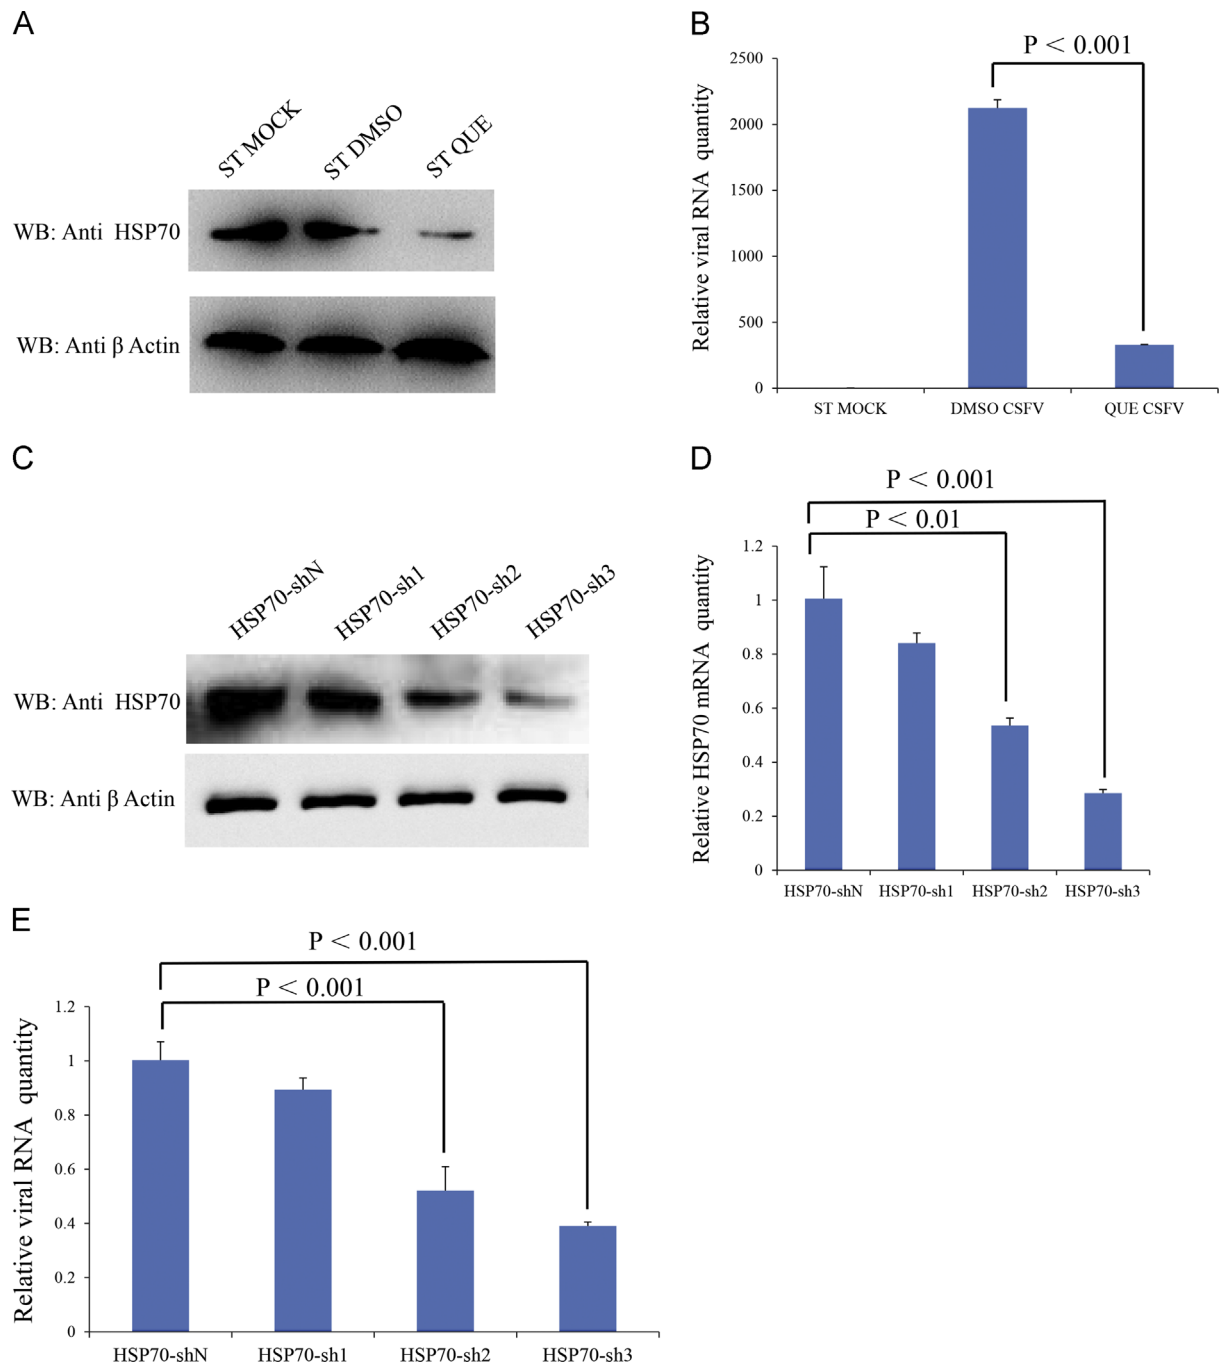 A
ST MOCK
ST DMSO
ST QUE
WB: Anti HSP70
WB: Anti β Actin
B
P < 0.001
Relative viral RNA quantity
2500
2000
1500
1000
500
0
ST MOCK
DMSO CSFV
QUE CSFV
C
HSP70-shN
HSP70-sh1
HSP70-sh2
HSP70-sh3
WB: Anti HSP70
WB: Anti β Actin
D
P < 0.001
P < 0.01
Relative HSP70 mRNA quantity
1.2
1
0.8
0.6
0.4
0.2
0
HSP70-shN
HSP70-sh1
HSP70-sh2
HSP70-sh3
E
P < 0.001
P < 0.001
Relative viral RNA quantity
1.2
1
0.8
0.6
0.4
0.2
0
HSP70-shN
HSP70-sh1
HSP70-sh2
HSP70-sh3